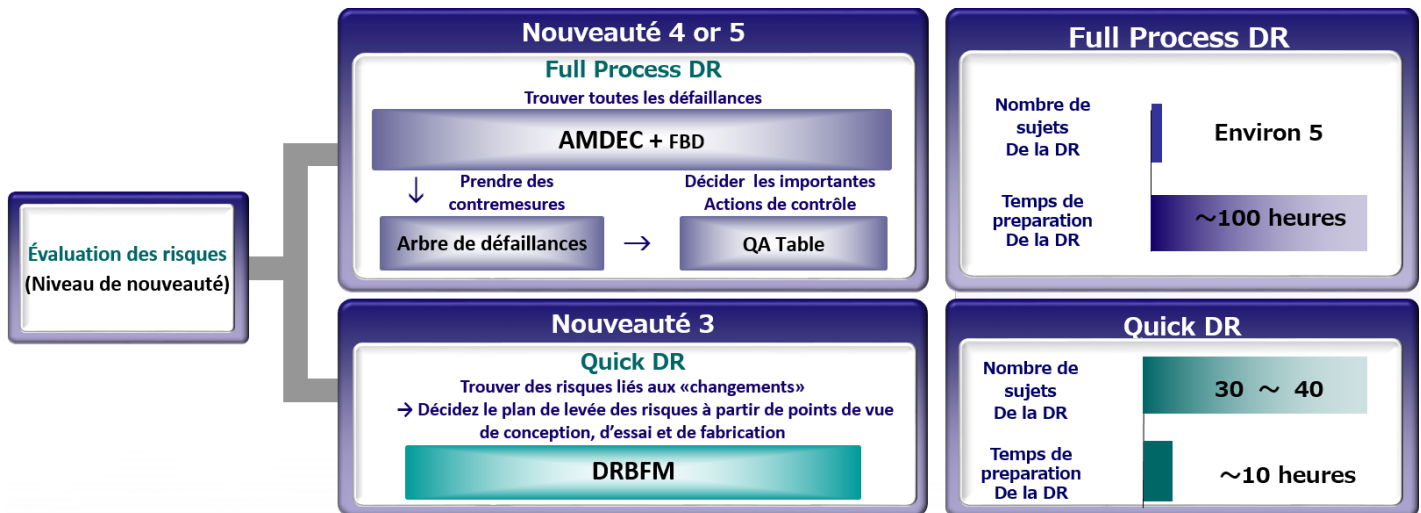 Évaluation des risques
(Niveau de nouveauté)
Nouveauté 4 or 5
Full Process DR
Trouver toutes les défaillances
AMDEC + FBD
↓
Prendre des
contremesures
Décider les importantes
Actions de contrôle
Arbre de défaillances
→
QA Table
Full Process DR
Nombre de
sujets
De la DR
Environ 5
Temps de
preparation
De la DR
~100 heures
Nouveauté 3
Quick DR
Trouver des risques liés aux «changements»
→ Décidez le plan de levée des risques à partir de points de vue
de conception, d’essai et de fabrication
DRBFM
Quick DR
Nombre de
sujets
De la DR
30 ~ 40
Temps de
preparation
De la DR
~10 heures